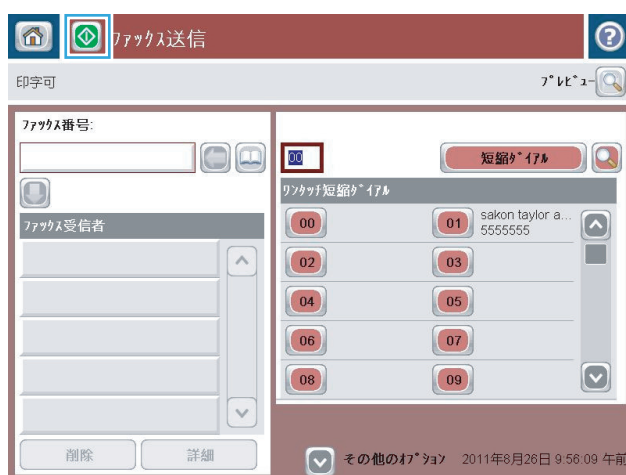 ファックス送信
印字可
プレビュー
ファックス番号:
00
短縮ダイアル
ワンタッチ短縮ダイアル
ファックス受信者
00
01
sakon taylor a...
5555555
02
03
04
05
06
07
08
09
削除
詳細
その他のオプション
2011年8月26日 9:56:09 午前